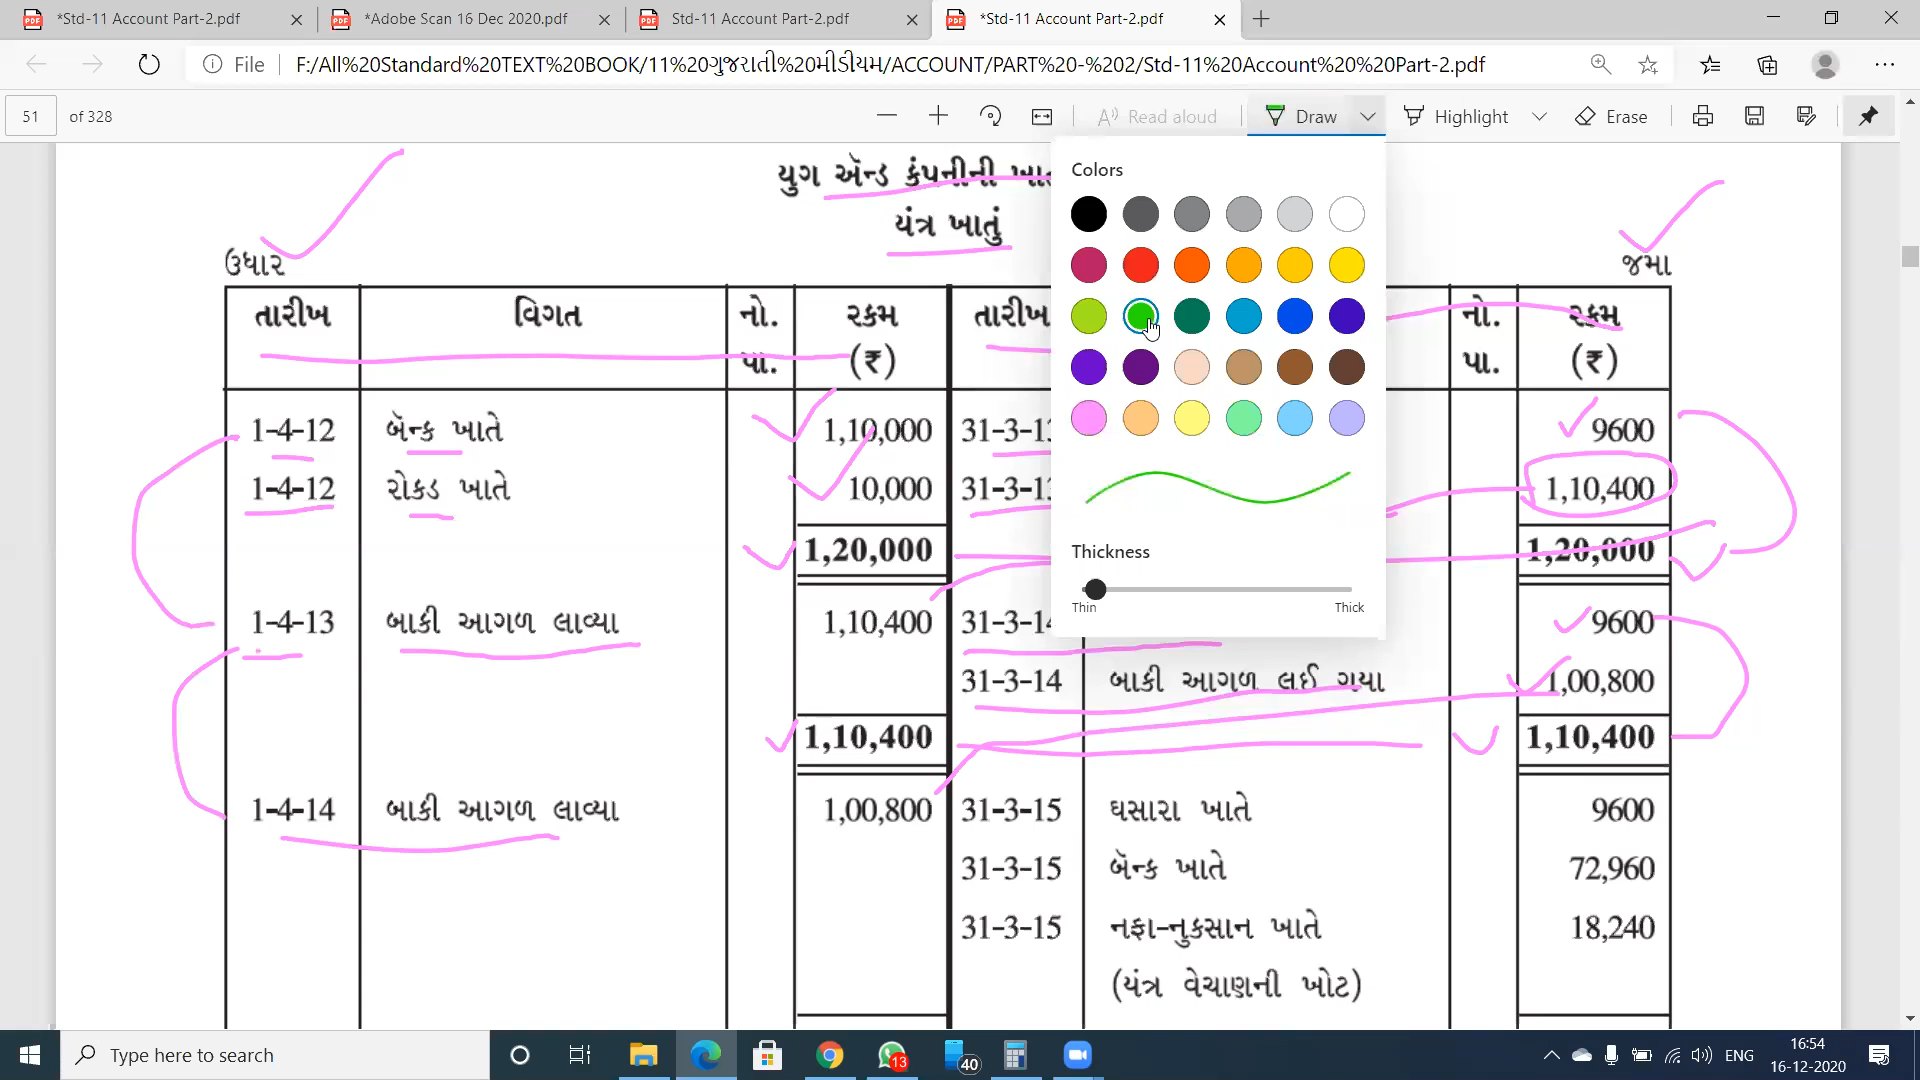 *Std-11 Account Part-2.pdf
*Adobe Scan 16 Dec 2020.pdf
Std-11 Account Part-2.pdf
*Std-11 Account Part-2.pdf
File
F:/All%20Standard%20TEXT%20BOOK/11%20ગુજરાતી%20મીડીયમ/ACCOUNT/PART%20-%202/Std-11%20Account%20%20Part-2.pdf
51 of 328
Read aloud
Draw
Highlight
Erase
Colors
Thickness
Thin Thick
યુગ ઍન્ડ કંપનીની
યંત્ર ખાતું
ઉધાર જમા
તારીખ વિગત નો. પા. રકમ (₹) તારીખ નો. પા. રકમ (₹)
1-4-12 બૅન્ક ખાતે 1,10,000 31-3-13 9600
1-4-12 રોકડ ખાતે 10,000 31-3-13 1,10,400
1,20,000 1,20,000
1-4-13 બાકી આગળ લાવ્યા 1,10,400 31-3-14 9600
31-3-14 બાકી આગળ લઈ ગયા 1,00,800
1,10,400 1,10,400
1-4-14 બાકી આગળ લાવ્યા 1,00,800 31-3-15 ઘસારા ખાતે 9600
31-3-15 બૅન્ક ખાતે 72,960
31-3-15 નફા-નુકસાન ખાતે 18,240
(યંત્ર વેચાણની ખોટ)
Type here to search
13
40
ENG
16:54
16-12-2020